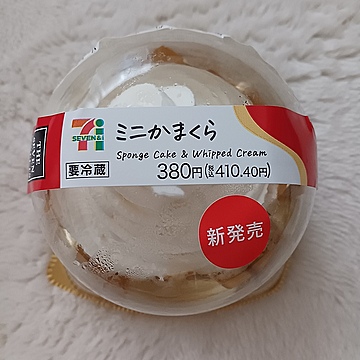 THE
SEVEN&i
ミニかまくら
Sponge Cake & Whipped Cream
要冷蔵
380円(税込410.40円)
新発売